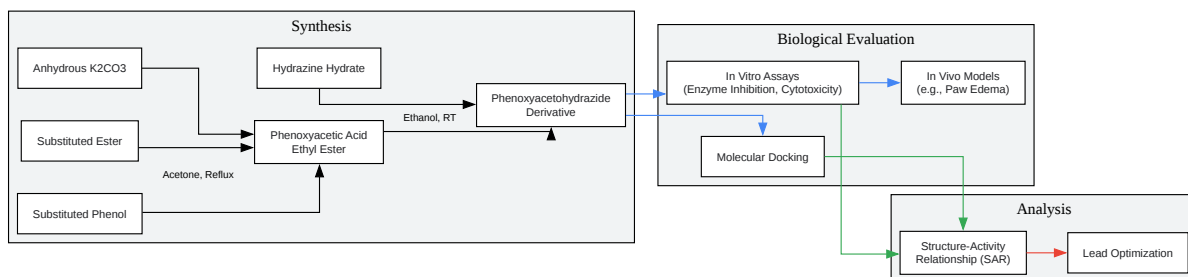 Synthesis
Anhydrous K2CO3
Hydrazine Hydrate
Phenoxyacetohydrazide
Derivative
Ethanol, RT
Substituted Ester
Phenoxyacetic Acid
Ethyl Ester
Acetone, Reflux
Substituted Phenol
Biological Evaluation
In Vitro Assays
(Enzyme Inhibition, Cytotoxicity)
In Vivo Models
(e.g., Paw Edema)
Molecular Docking
Analysis
Structure-Activity
Relationship (SAR)
Lead Optimization